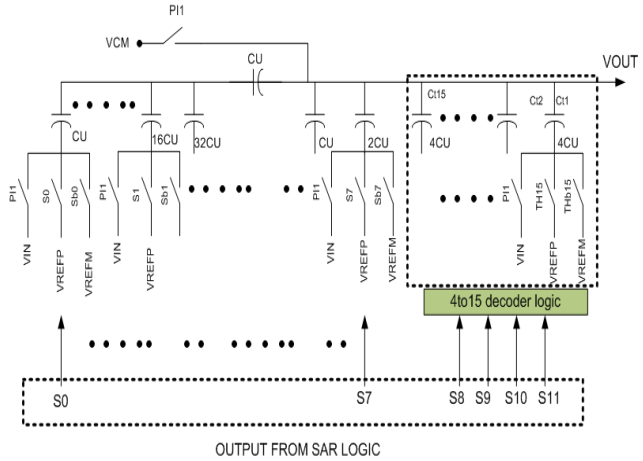 PI1
VCM
CU
VOUT
Ct15
Ct2
Ct1
CU
16CU
32CU
CU
2CU
4CU
4CU
PI1
S0
Sb0
PI1
S1
Sb1
PI1
S7
Sb7
PI1
TH15
THb15
VIN
VREFP
VREFM
VIN
VREFP
VIN
VREFP
VREFM
VIN
VREFP
VREFM
4to15 decoder logic
S0
S7
S8
S9
S10
S11
OUTPUT FROM SAR LOGIC